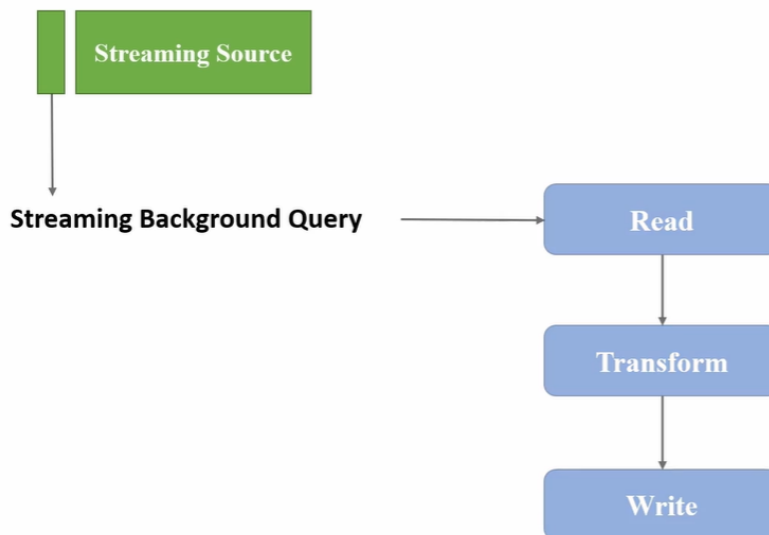 Streaming Source
Streaming Background Query
Read
Transform
Write